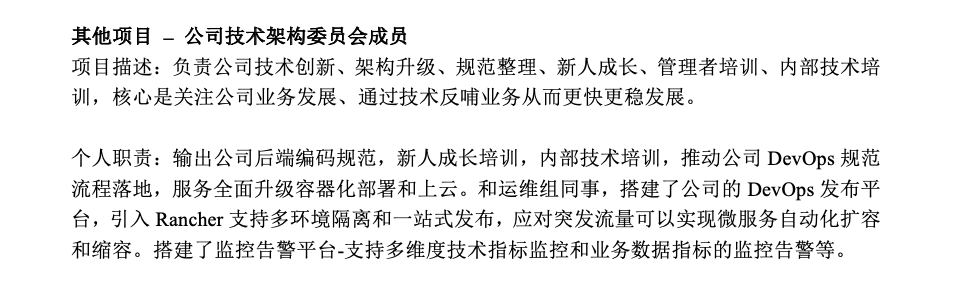 其他项目 – 公司技术架构委员会成员
项目描述：负责公司技术创新、架构升级、规范整理、新人成长、管理者培训、内部技术培
训，核心是关注公司业务发展、通过技术反哺业务从而更快更稳发展。
个人职责：输出公司后端编码规范，新人成长培训，内部技术培训，推动公司 DevOps 规范
流程落地，服务全面升级容器化部署和上云。和运维组同事，搭建了公司的 DevOps 发布平
台，引入 Rancher 支持多环境隔离和一站式发布，应对突发流量可以实现微服务自动化扩容
和缩容。搭建了监控告警平台-支持多维度技术指标监控和业务数据指标的监控告警等。